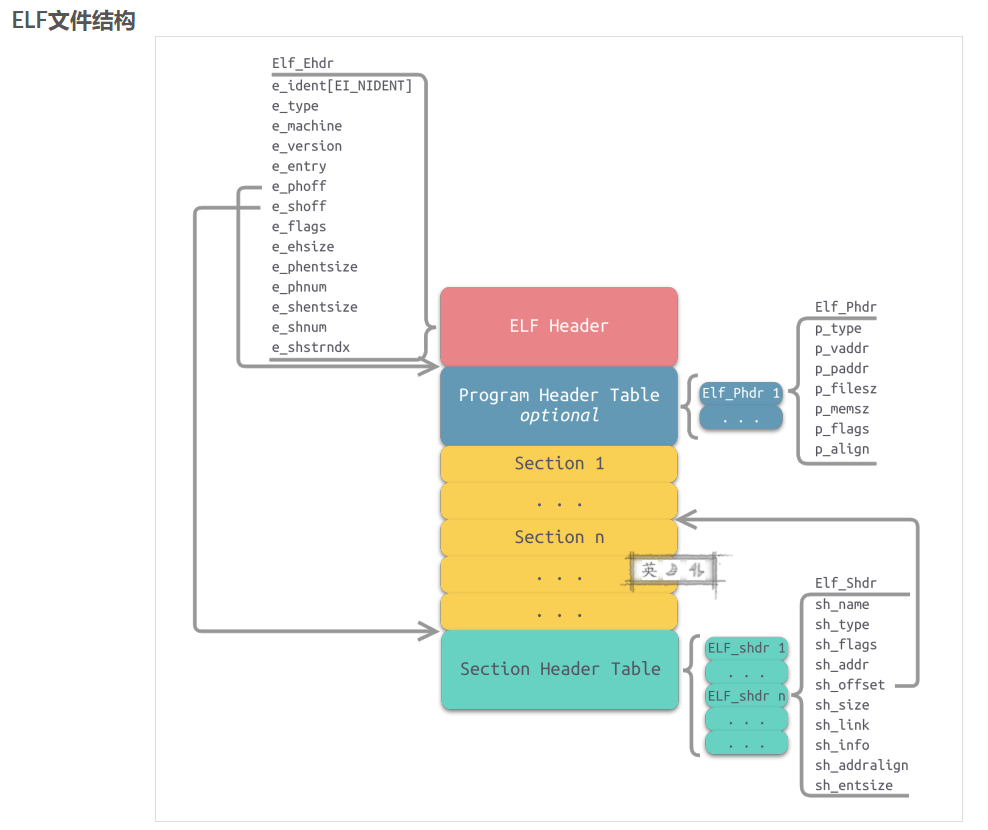 ELF文件结构
Elf_Ehdr
e_ident[EI_NIDENT]
e_type
e_machine
e_version
e_entry
e_phoff
e_shoff
e_flags
e_ehsize
e_phentsize
e_phnum
e_shentsize
e_shnum
e_shstrndx
ELF Header
Program Header Table
optional
Elf_Phdr 1
. . .
Elf_Phdr
p_type
p_vaddr
p_paddr
p_filesz
p_memsz
p_flags
p_align
Section 1
. . .
Section n
. . .
. . .
英
Section Header Table
ELF_shdr 1
. . .
ELF_shdr n
. . .
. . .
Elf_Shdr
sh_name
sh_type
sh_flags
sh_addr
sh_offset
sh_size
sh_link
sh_info
sh_addralign
sh_entsize